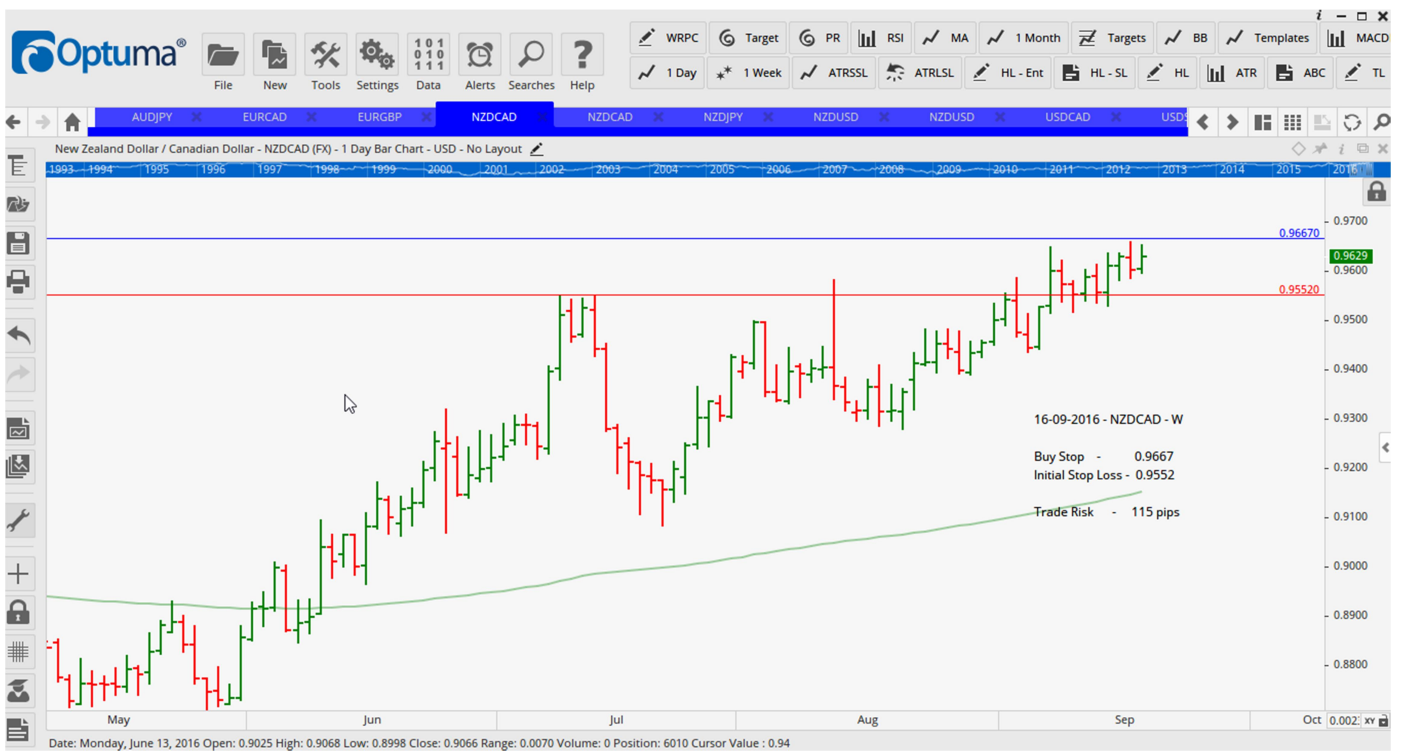 i
Optuma®
101
010
111
File New Tools Settings Data Alerts Searches Help
WRPC Target PR RSI MA 1 Month Targets BB Templates MACD
1 Day 1 Week ATRSSL ATRLSL HL - Ent HL - SL HL ATR ABC TL
AUDJPY EURCAD EURGBP NZDCAD NZDCAD NZDJPY NZDUSD NZDUSD USDCAD
New Zealand Dollar / Canadian Dollar - NZDCAD (FX) - 1 Day Bar Chart - USD - No Layout
1993 1994 1995 1996 1997 1998 1999 2000 2001 2002 2003 2004 2005 2006 2007 2008 2009 2010 2011 2012 2013 2014 2015 2016
0.9700
0.96670
0.9629
0.9600
0.95520
0.9500
0.9400
0.9300
16-09-2016 - NZDCAD - W
Buy Stop - 0.9667
0.9200
Initial Stop Loss - 0.9552
Trade Risk - 115 pips
0.9100
0.9000
0.8900
0.8800
May Jun Jul Aug Sep Oct XY
Date: Monday, June 13, 2016 Open: 0.9025 High: 0.9068 Low: 0.8998 Close: 0.9066 Range: 0.0070 Volume: 0 Position: 6010 Cursor Value : 0.94